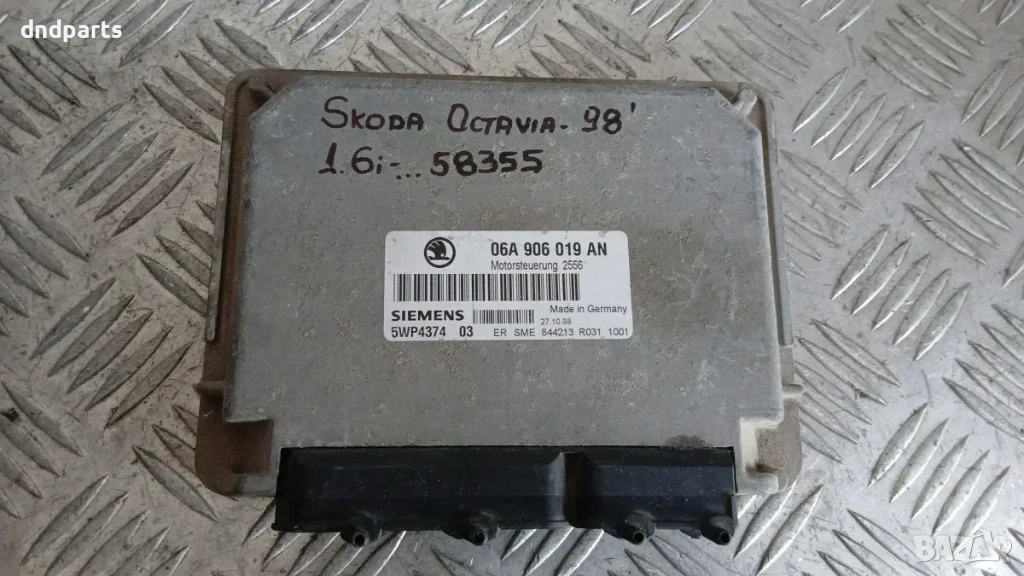 dndparts
SKODA OCTAVIA - 98'
1.6i-... 58355
06A 906 019 AN
Motorsteuerung 2556
Made in Germany
SIEMENS
27.10.98
5WP4374 03 ER SME 844213 R031 1001
BAZAR